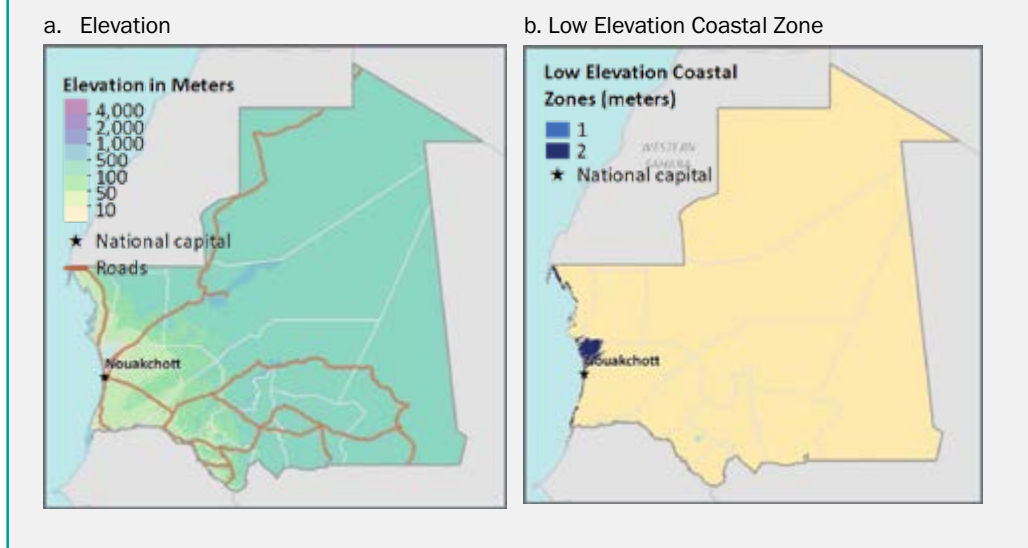 a. Elevation
Elevation in Meters
4,000
2,000
1,000
500
100
50
10
National capital
Roads
Nouakchott
b. Low Elevation Coastal Zone
Low Elevation Coastal
Zones (meters)
1
2
National capital
WESTERN
SAHARA
Nouakchott